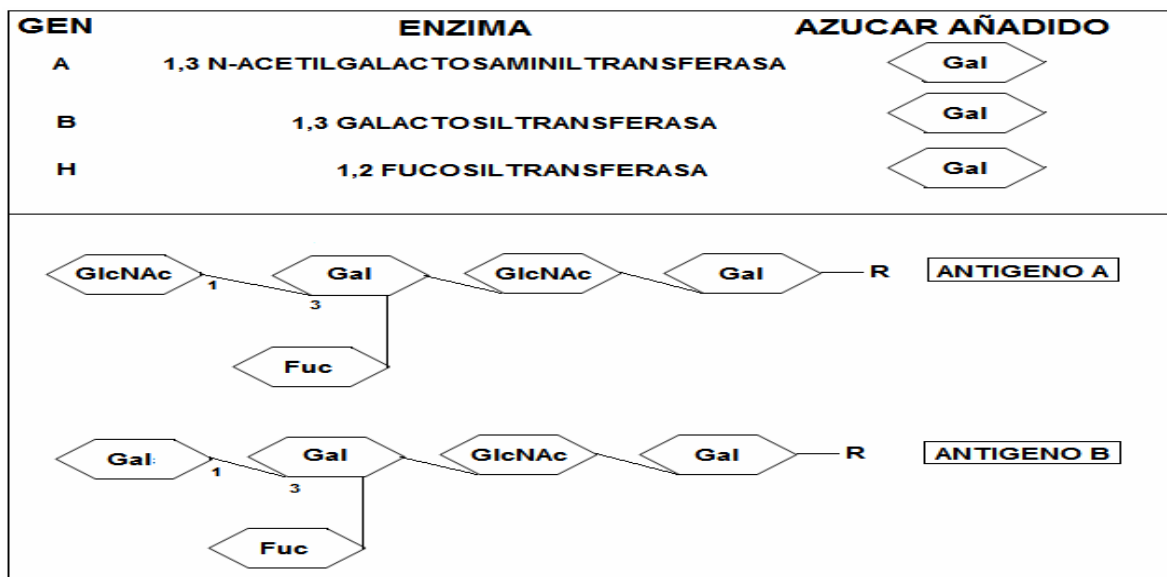 GEN ENZIMA AZUCAR AÑADIDO
A 1,3 N-ACETILGALACTOSAMINILTRANSFERASA Gal
B 1,3 GALACTOSILTRANSFERASA Gal
H 1,2 FUCOSILTRANSFERASA Gal
GlcNAc Gal GlcNAc Gal R ANTIGENO A
1 3
Fuc
Gal: Gal GlcNAc Gal R ANTIGENO B
1 3
Fuc